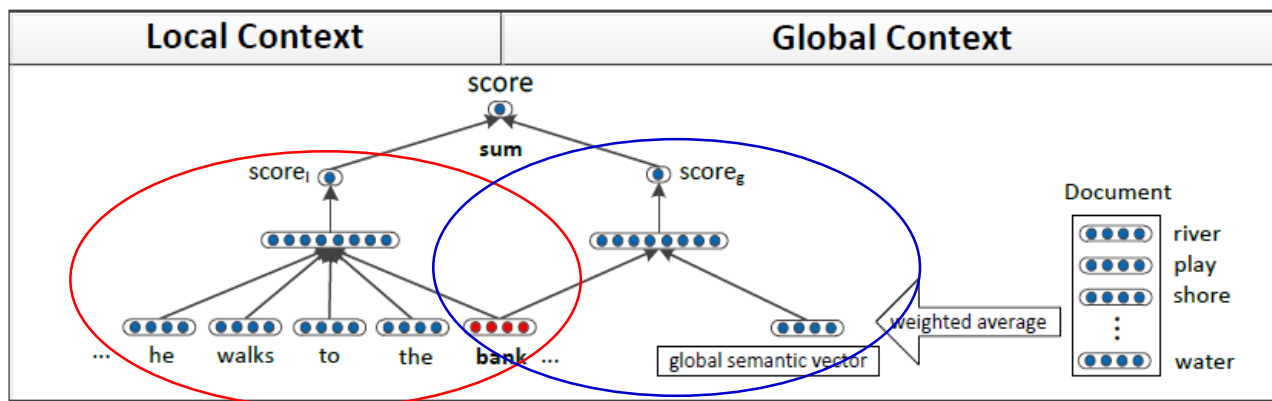 Local Context
Global Context
score
sum
scoreₗ
score_g
Document
river
play
shore
⋮
water
weighted average
... he walks to the bank ...
global semantic vector